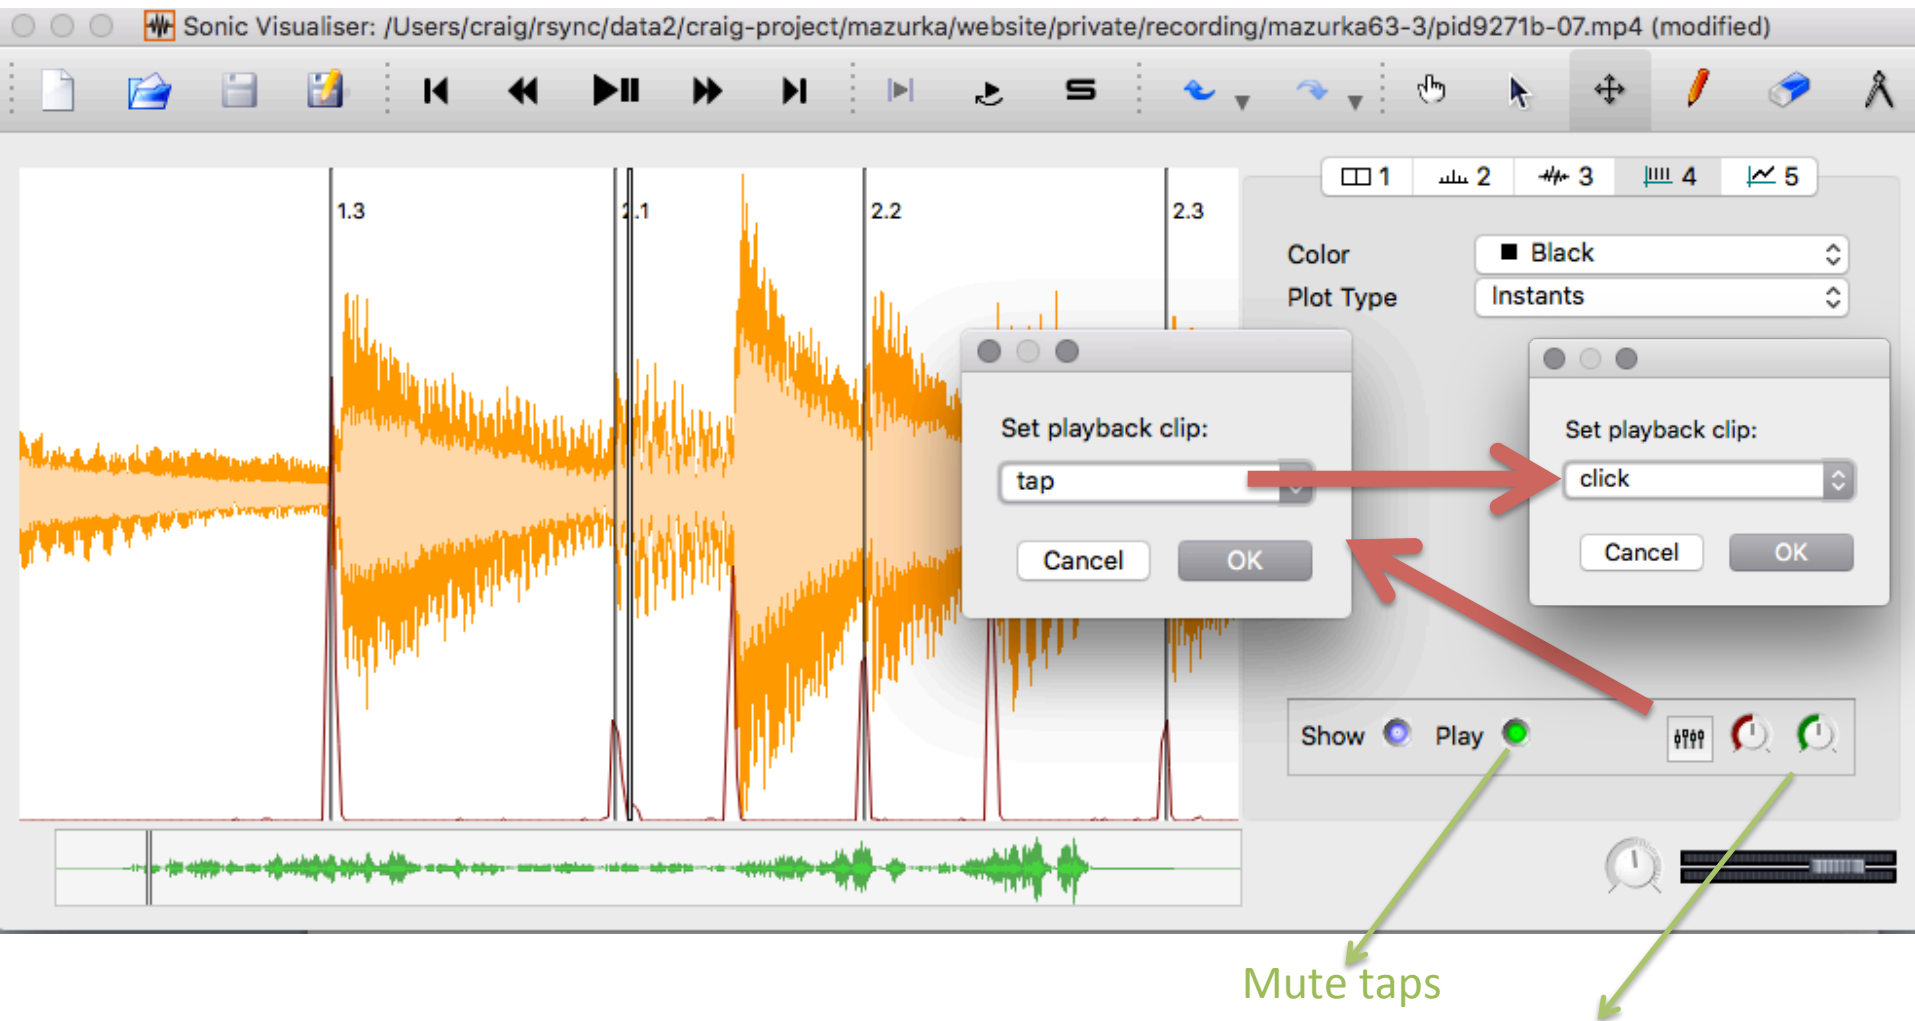 Sonic Visualiser: /Users/craig/rsync/data2/craig-project/mazurka/website/private/recording/mazurka63-3/pid9271b-07.mp4 (modified)
1 2 3 4 5
1.3 2.1 2.2 2.3
Color Black
Plot Type Instants
Set playback clip:
tap
Cancel OK
Set playback clip:
click
Cancel OK
Show Play
Mute taps